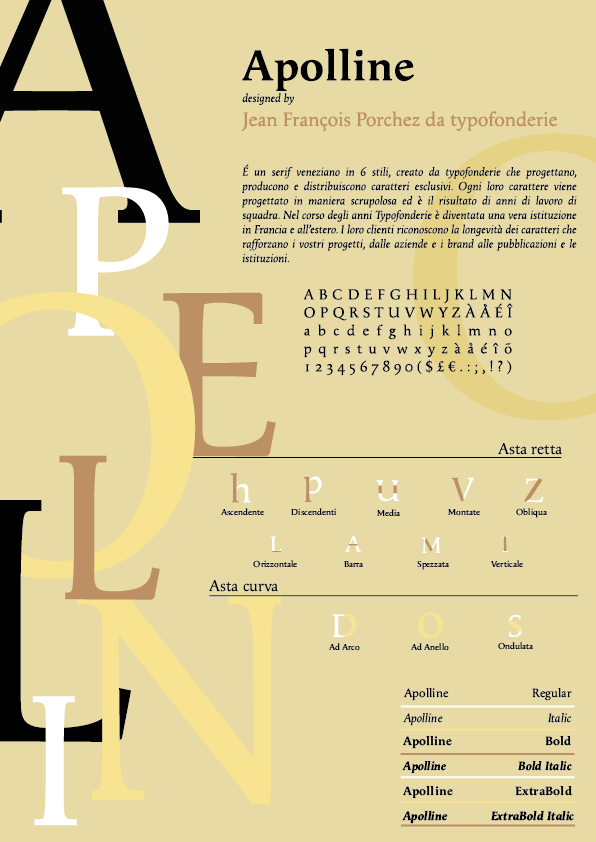 A
P
O
E
L
L
I
N
Apolline
designed by
Jean François Porchez da typofonderie
É un serif veneziano in 6 stili, creato da typofonderie che progettano,
producono e distribuiscono caratteri esclusivi. Ogni loro carattere viene
progettato in maniera scrupolosa ed è il risultato di anni di lavoro di
squadra. Nel corso degli anni Typofonderie è diventata una vera istituzione
in Francia e all'estero. I loro clienti riconoscono la longevità dei caratteri che
rafforzano i vostri progetti, dalle aziende e i brand alle pubblicazioni e le
istituzioni.
A B C D E F G H I L J K L M N
O P Q R S T U V W Y Z À Å É Î
a b c d e f g h i j k l m n o
p q r s t u v w x y z à å é î õ
1 2 3 4 5 6 7 8 9 0 ( $ £ € . : ; , ! ? )
Asta retta
h p u v z
Ascendente Discendenti Media Montate Obliqua
L A M I
Orizzontale Barra Spezzata Verticale
Asta curva
D O S
Ad Arco Ad Anello Ondulata
Apolline Regular
Apolline Italic
Apolline Bold
Apolline Bold Italic
Apolline ExtraBold
Apolline ExtraBold Italic